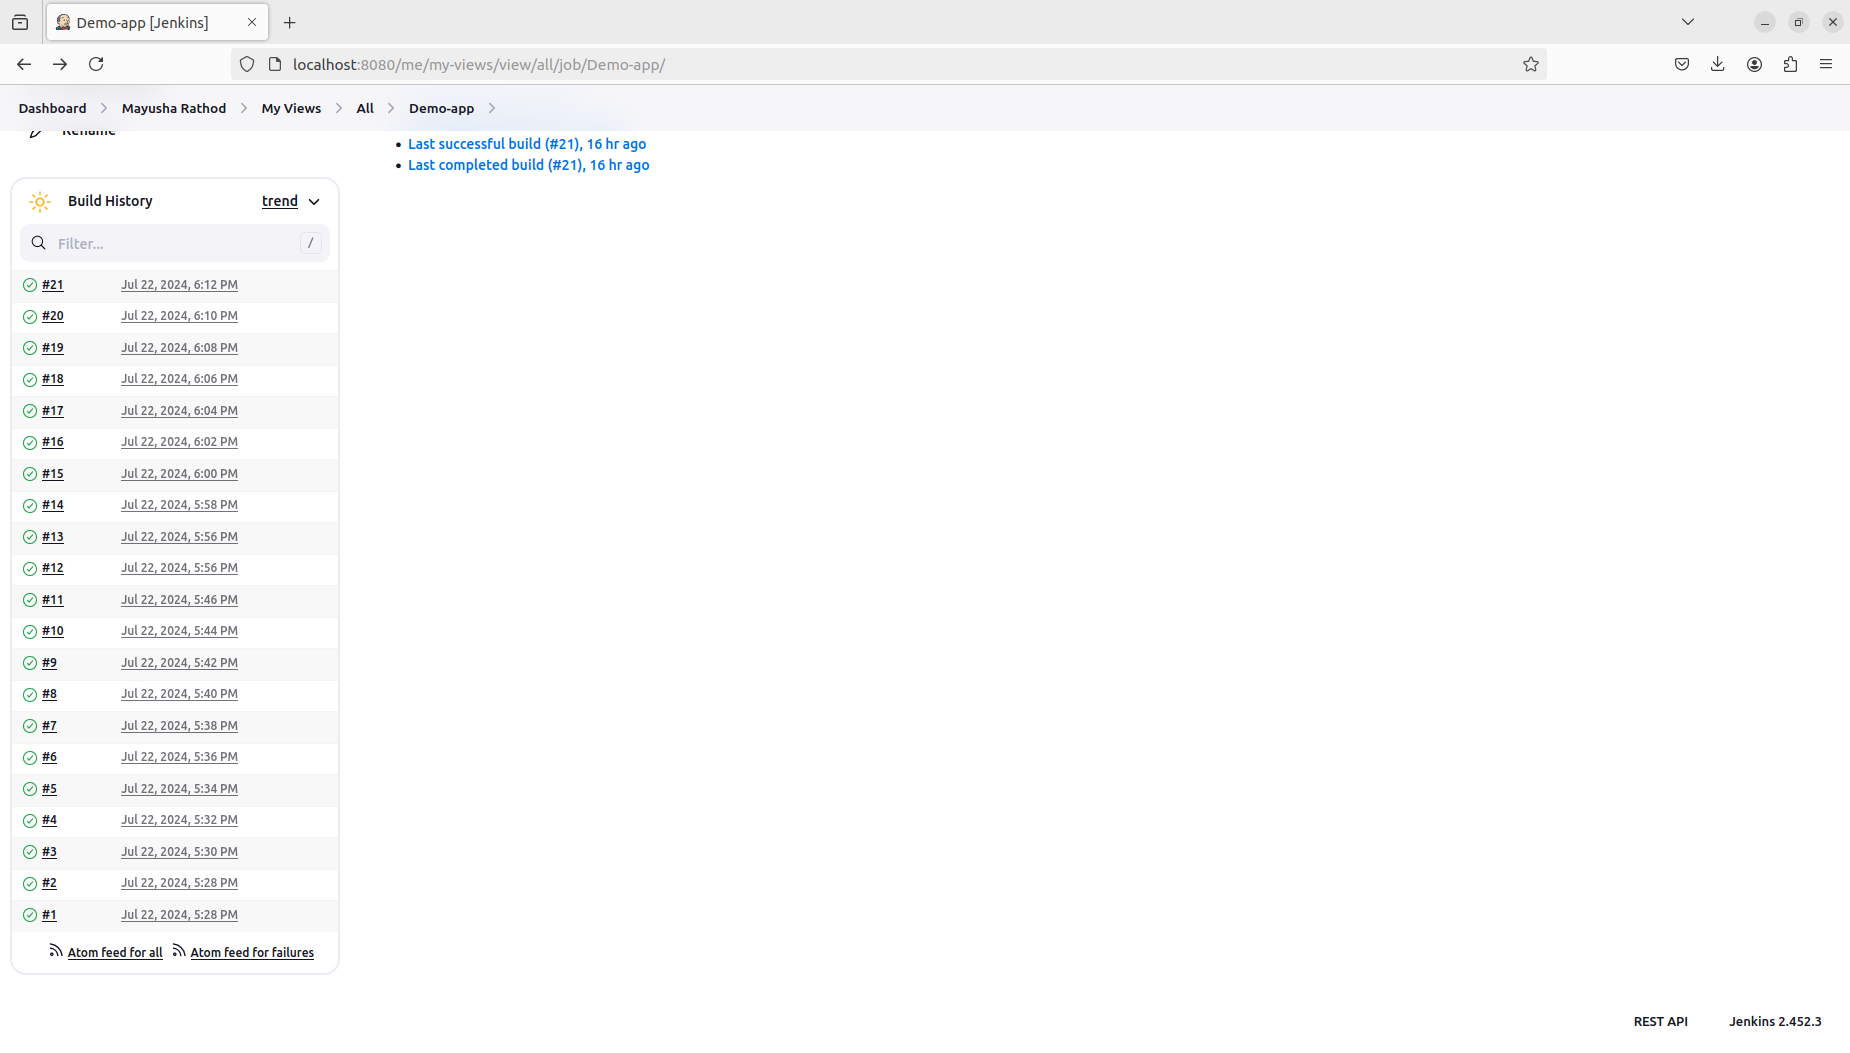 Demo-app [Jenkins]
localhost:8080/me/my-views/view/all/job/Demo-app/
Dashboard > Mayusha Rathod > My Views > All > Demo-app >
Rename
Last successful build (#21), 16 hr ago
Last completed build (#21), 16 hr ago
Build History trend
Filter... /
#21 Jul 22, 2024, 6:12 PM
#20 Jul 22, 2024, 6:10 PM
#19 Jul 22, 2024, 6:08 PM
#18 Jul 22, 2024, 6:06 PM
#17 Jul 22, 2024, 6:04 PM
#16 Jul 22, 2024, 6:02 PM
#15 Jul 22, 2024, 6:00 PM
#14 Jul 22, 2024, 5:58 PM
#13 Jul 22, 2024, 5:56 PM
#12 Jul 22, 2024, 5:56 PM
#11 Jul 22, 2024, 5:46 PM
#10 Jul 22, 2024, 5:44 PM
#9 Jul 22, 2024, 5:42 PM
#8 Jul 22, 2024, 5:40 PM
#7 Jul 22, 2024, 5:38 PM
#6 Jul 22, 2024, 5:36 PM
#5 Jul 22, 2024, 5:34 PM
#4 Jul 22, 2024, 5:32 PM
#3 Jul 22, 2024, 5:30 PM
#2 Jul 22, 2024, 5:28 PM
#1 Jul 22, 2024, 5:28 PM
Atom feed for all Atom feed for failures
REST API Jenkins 2.452.3